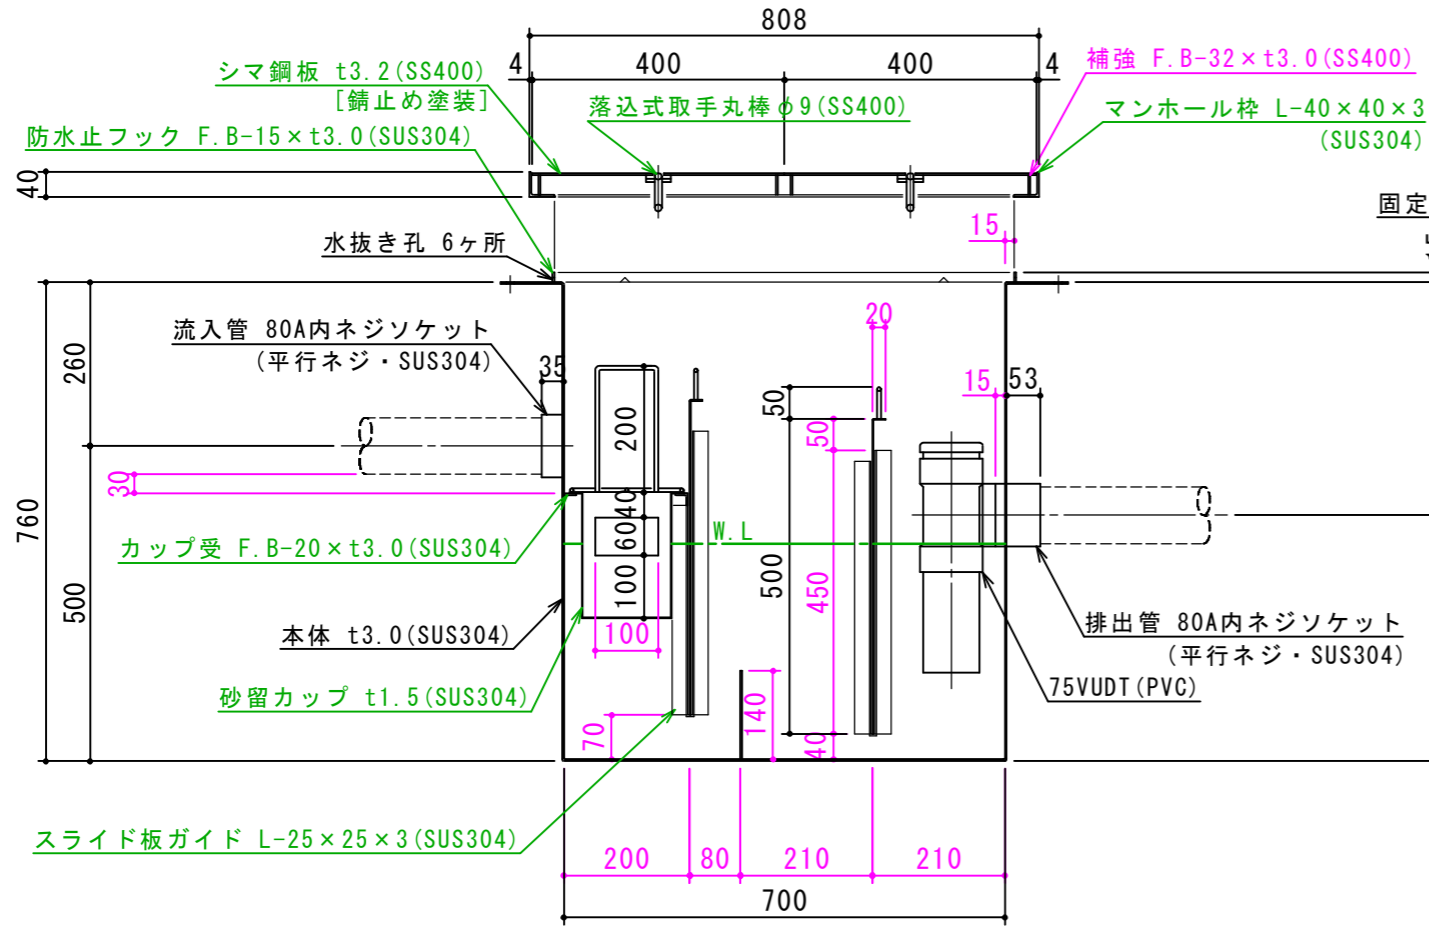 808
4
400
400
4
シマ鋼板 t3.2(SS400)
[錆止め塗装]
落込式取手丸棒φ9(SS400)
補強 F.B-32×t3.0(SS400)
マンホール枠 L-40×40×3
(SUS304)
防水止フック F.B-15×t3.0(SUS304)
40
固定
水抜き孔 6ヶ所
15
流入管 80A内ネジソケット
(平行ネジ・SUS304)
35
20
260
760
500
30
200
40
60
100
100
50
50
15
53
W.L
500
450
カップ受 F.B-20×t3.0(SUS304)
本体 t3.0(SUS304)
砂留カップ t1.5(SUS304)
排出管 80A内ネジソケット
(平行ネジ・SUS304)
75VUDT(PVC)
70
140
40
スライド板ガイド L-25×25×3(SUS304)
200
80
210
210
700